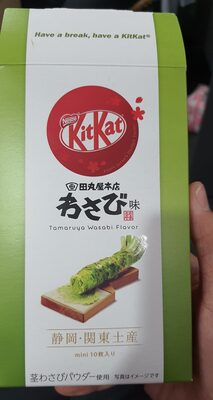 Have a break, have a KitKat®
Nestlé
KitKat
田丸屋本店
わさび味
Tamaruya Wasabi Flavor
静岡・関東土産
mini 10枚入り
茎わさびパウダー使用 写真はイメージです